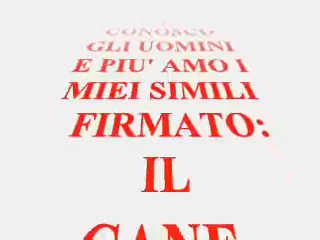 CONOSCO
GLI UOMINI
E PIU' AMO I
MIEI SIMILI
FIRMATO:
IL
CANE